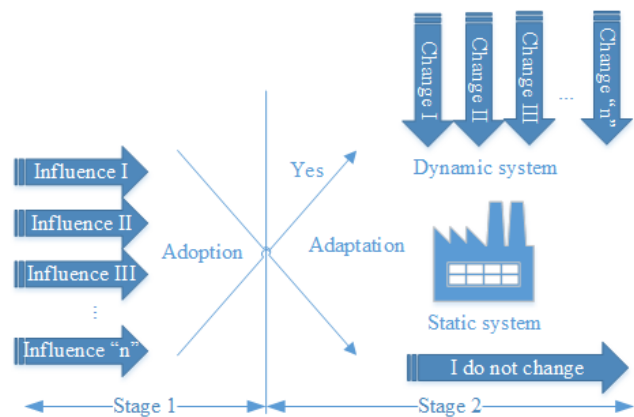 Change I
Change II
Change III
...
Change "n"
Influence I
Yes
Dynamic system
Influence II
Adoption
Adaptation
Influence III
...
Static system
Influence "n"
I do not change
Stage 1
Stage 2